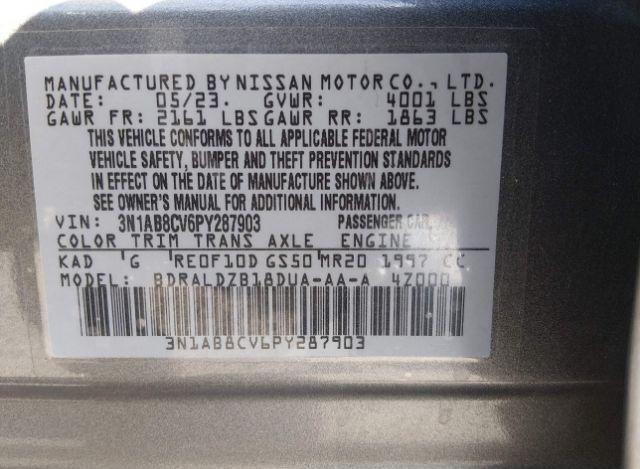 MANUFACTURED BY NISSAN MOTOR CO., LTD.
DATE: 05/23. GVWR: 4001 LBS
GAWR FR: 2161 LBS GAWR RR: 1863 LBS
THIS VEHICLE CONFORMS TO ALL APPLICABLE FEDERAL MOTOR
VEHICLE SAFETY, BUMPER AND THEFT PREVENTION STANDARDS
IN EFFECT ON THE DATE OF MANUFACTURE SHOWN ABOVE.
SEE OWNER'S MANUAL FOR ADDITIONAL INFORMATION.
VIN: 3N1AB8CV6PY287903 PASSENGER CAR
COLOR TRIM TRANS AXLE ENGINE
KAD 'G 'RE0F10D GS50 'MR20 1997 CC
MODEL: BDRALDZB18DUA-AA-A 4Z000
3N1AB8CV6PY287903